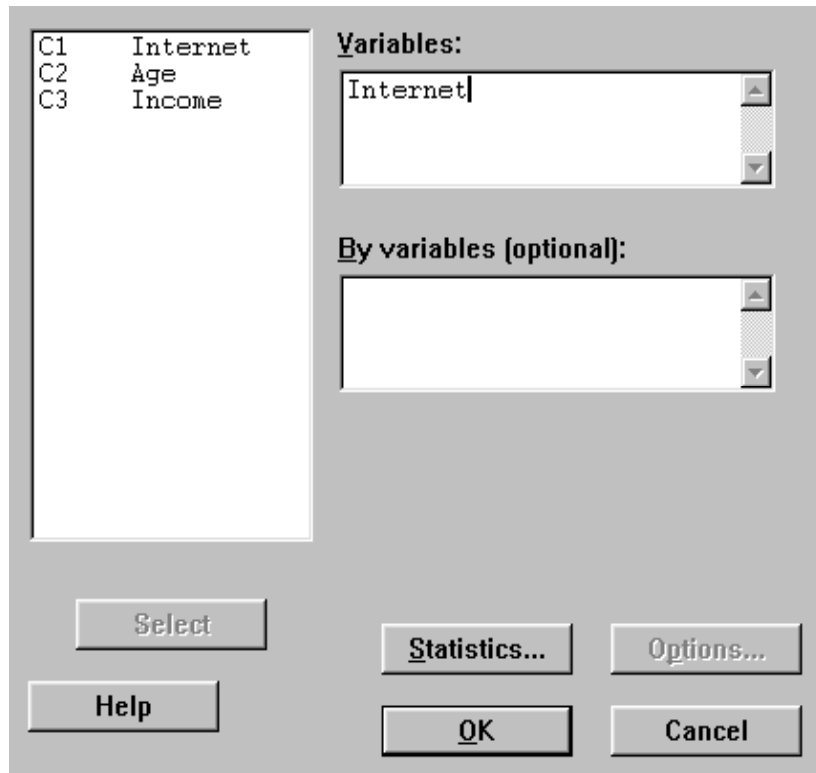 C1 Internet
C2 Age
C3 Income
Variables:
Internet
By variables (optional):
Select
Statistics...
Options...
Help
OK
Cancel